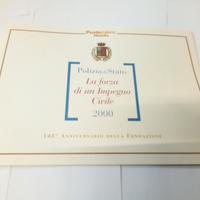 Polizia di Stato
La forza
di un Impegno
Civile
2000
148° Anniversario della Fondazione